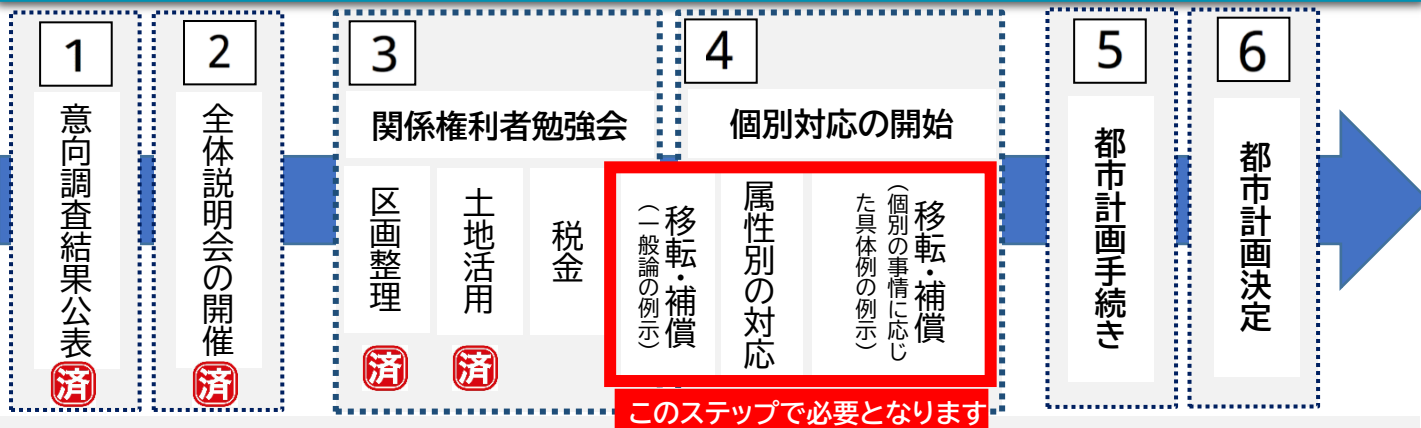 1
意向調査結果公表
済
2
全体説明会の開催
済
3
関係権利者勉強会
区画整理
済
土地活用
済
税金
移転・補償
（一般論の例示）
4
個別対応の開始
属性別の対応
移転・補償
（個別の事情に応じ
た具体例の例示）
このステップで必要となります
5
都市計画手続き
6
都市計画決定